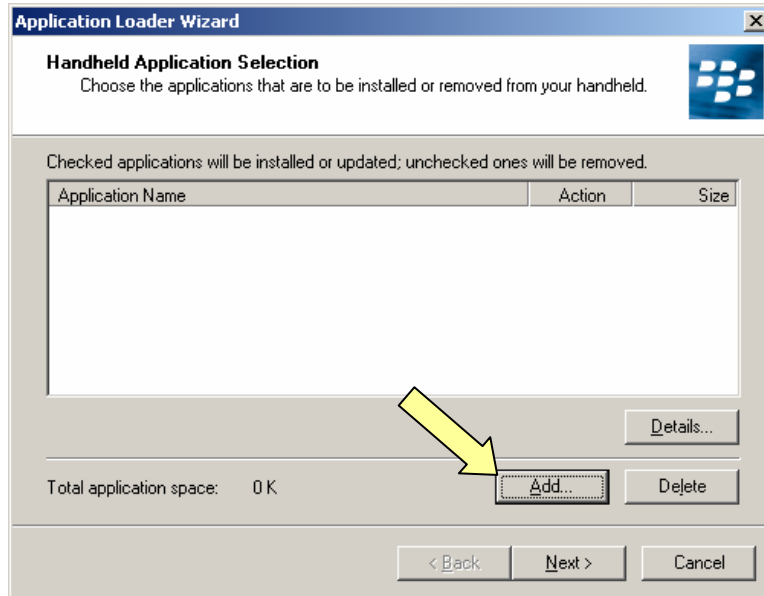 Application Loader Wizard
Handheld Application Selection
Choose the applications that are to be installed or removed from your handheld.
Checked applications will be installed or updated; unchecked ones will be removed.
Application Name Action Size
Details...
Total application space: 0 K Add... Delete
< Back Next > Cancel